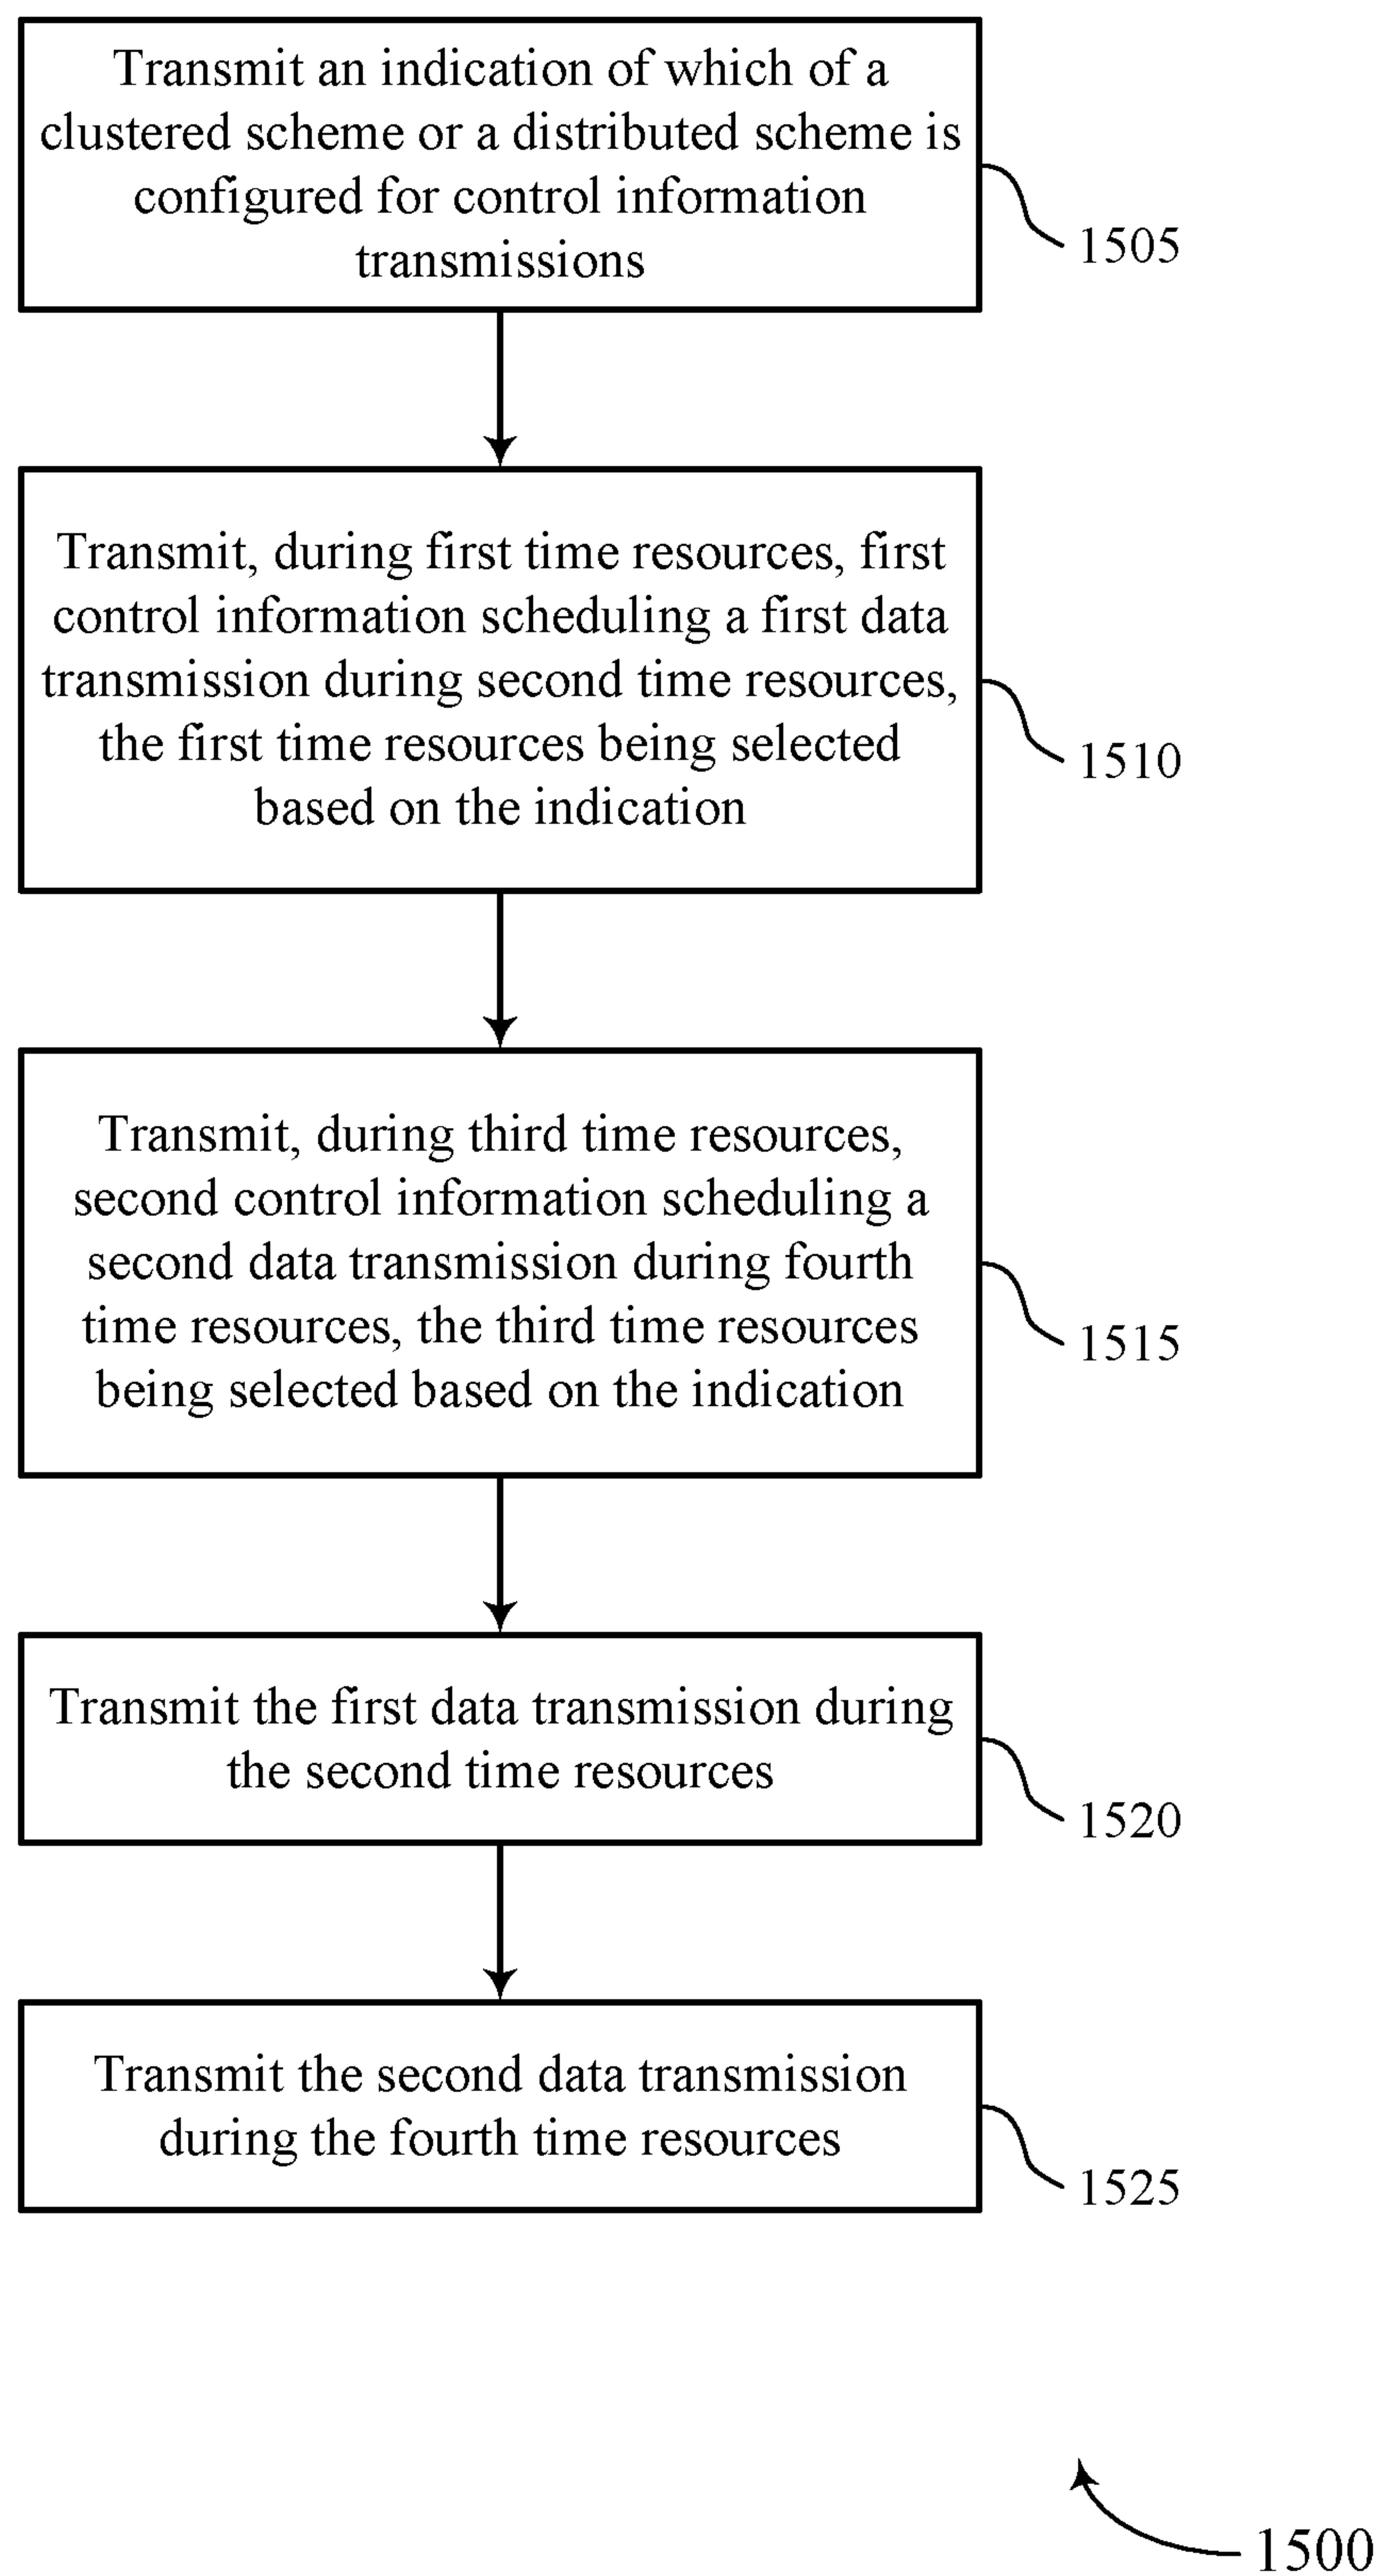 Transmit an indication of which of a
clustered scheme or a distributed scheme is
configured for control information
transmissions
1505
Transmit, during first time resources, first
control information scheduling a first data
transmission during second time resources,
the first time resources being selected
based on the indication
1510
Transmit, during third time resources,
second control information scheduling a
second data transmission during fourth
time resources, the third time resources
being selected based on the indication
1515
Transmit the first data transmission during
the second time resources
1520
Transmit the second data transmission
during the fourth time resources
1525
1500